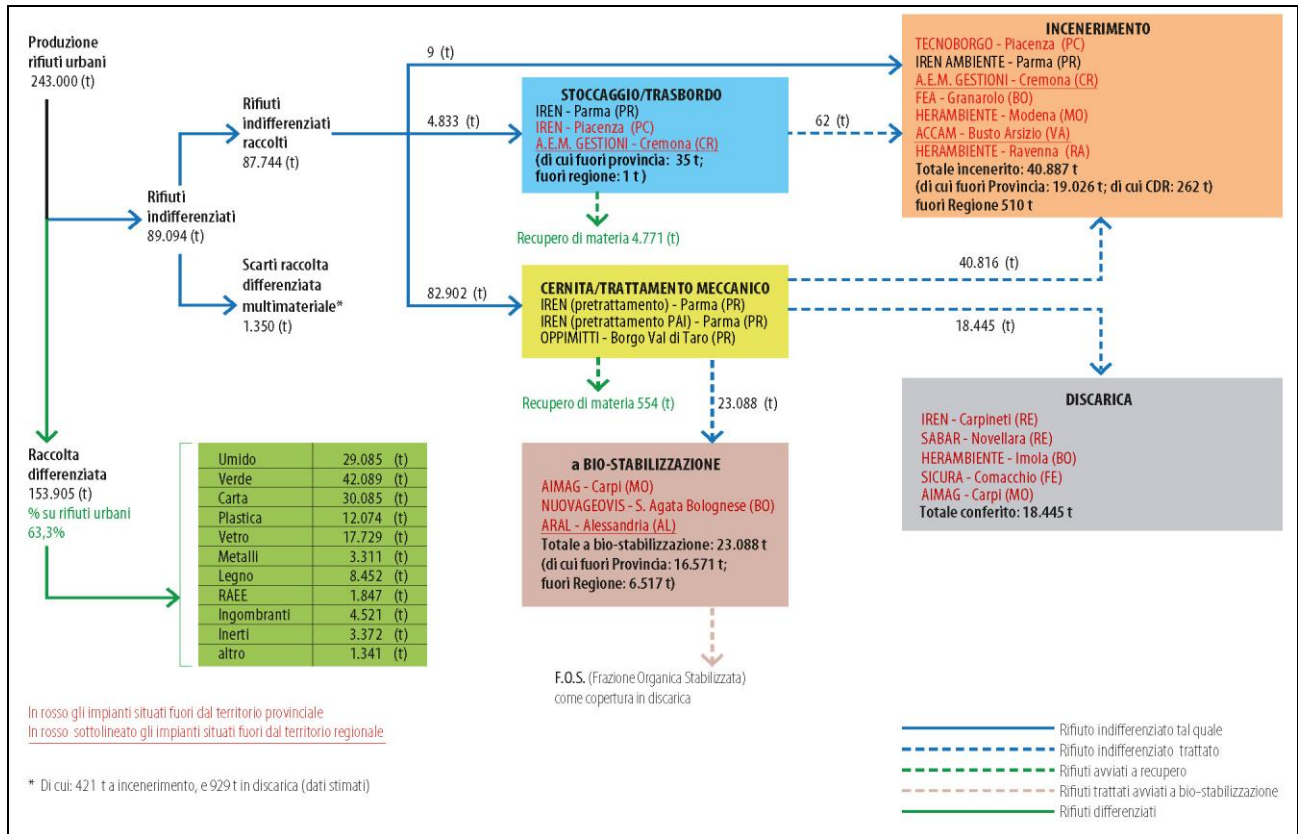 Produzione
rifiuti urbani
243.000 (t)
Rifiuti
indifferenziati
89.094 (t)
Rifiuti
indifferenziati
raccolti
87.744 (t)
Scarti raccolta
differenziata
multimateriale*
1.350 (t)
9 (t)
4.833 (t)
82.902 (t)
STOCCAGGIO/TRASBORDO
IREN - Parma (PR)
IREN - Piacenza (PC)
A.E.M. GESTIONI - Cremona (CR)
(di cui fuori provincia: 35 t;
fuori regione: 1 t )
62 (t)
Recupero di materia 4.771 (t)
INCENERIMENTO
TECNOBORGO - Piacenza (PC)
IREN AMBIENTE - Parma (PR)
A.E.M. GESTIONI - Cremona (CR)
FEA - Granarolo (BO)
HERAMBIENTE - Modena (MO)
ACCAM - Busto Arsizio (VA)
HERAMBIENTE - Ravenna (RA)
Totale incenerito: 40.887 t
(di cui fuori Provincia: 19.026 t; di cui CDR: 262 t)
fuori Regione 510 t
CERNITA/TRATTAMENTO MECCANICO
IREN (pretrattamento) - Parma (PR)
IREN (pretrattamento PAI) - Parma (PR)
OPPIMITTI - Borgo Val di Taro (PR)
40.816 (t)
18.445 (t)
Recupero di materia 554 (t)
23.088 (t)
DISCARICA
IREN - Carpineti (RE)
SABAR - Novellara (RE)
HERAMBIENTE - Imola (BO)
SICURA - Comacchio (FE)
AIMAG - Carpi (MO)
Totale conferito: 18.445 t
a BIO-STABILIZZAZIONE
AIMAG - Carpi (MO)
NUOVAGEOVIS - S. Agata Bolognese (BO)
ARAL - Alessandria (AL)
Totale a bio-stabilizzazione: 23.088 t
(di cui fuori Provincia: 16.571 t;
fuori Regione: 6.517 t)
F.O.S. (Frazione Organica Stabilizzata)
come copertura in discarica
Raccolta
differenziata
153.905 (t)
% su rifiuti urbani
63,3%
Umido 29.085 (t)
Verde 42.089 (t)
Carta 30.085 (t)
Plastica 12.074 (t)
Vetro 17.729 (t)
Metalli 3.311 (t)
Legno 8.452 (t)
RAEE 1.847 (t)
Ingombranti 4.521 (t)
Inerti 3.372 (t)
altro 1.341 (t)
In rosso gli impianti situati fuori dal territorio provinciale
In rosso sottolineato gli impianti situati fuori dal territorio regionale
* Di cui: 421 t a incenerimento, e 929 t in discarica (dati stimati)
Rifiuto indifferenziato tal quale
Rifiuto indifferenziato trattato
Rifiuti avviati a recupero
Rifiuti trattati avviati a bio-stabilizzazione
Rifiuti differenziati